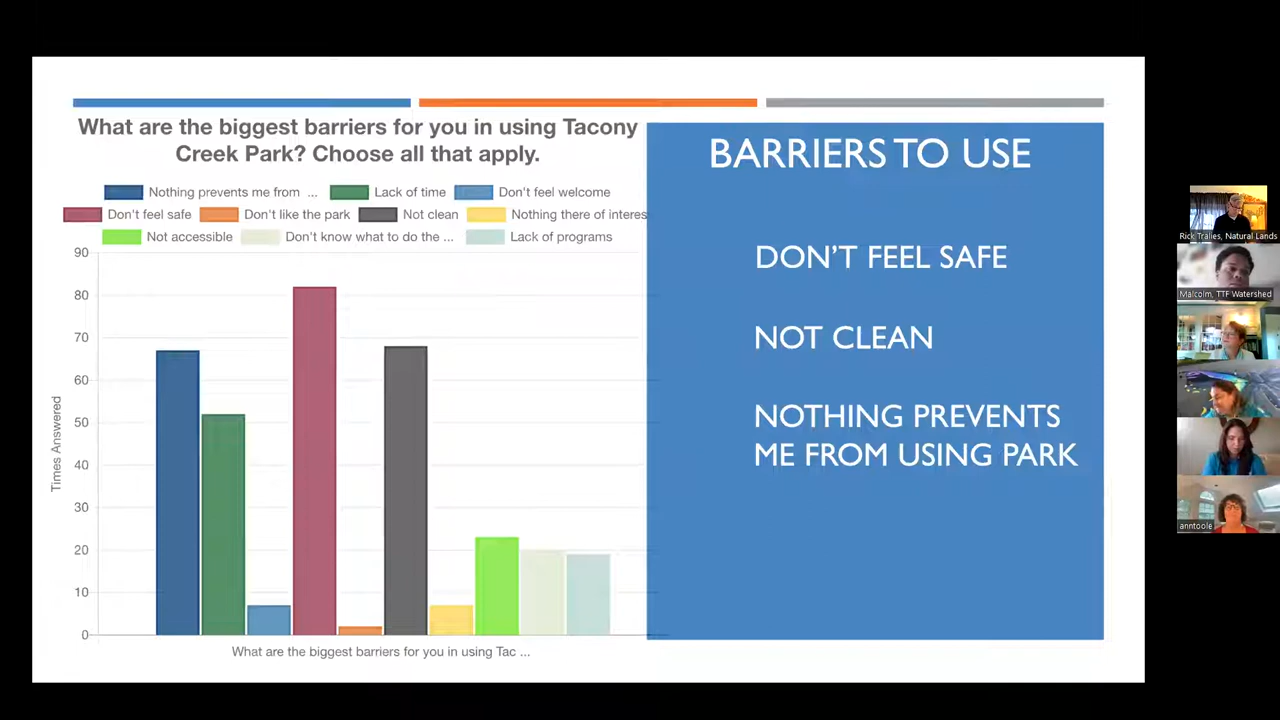 What are the biggest barriers for you in using Tacony
Creek Park? Choose all that apply.
Nothing prevents me from ... Lack of time Don't feel welcome
Don't feel safe Don't like the park Not clean Nothing there of interes
Not accessible Don't know what to do the ... Lack of programs
90
80
70
60
50
40
30
20
10
0
Times Answered
What are the biggest barriers for you in using Tac ...
BARRIERS TO USE
DON'T FEEL SAFE
NOT CLEAN
NOTHING PREVENTS
ME FROM USING PARK
Rick Tralies, Natural Lands
Malcolm, TTF Watershed
anntoole